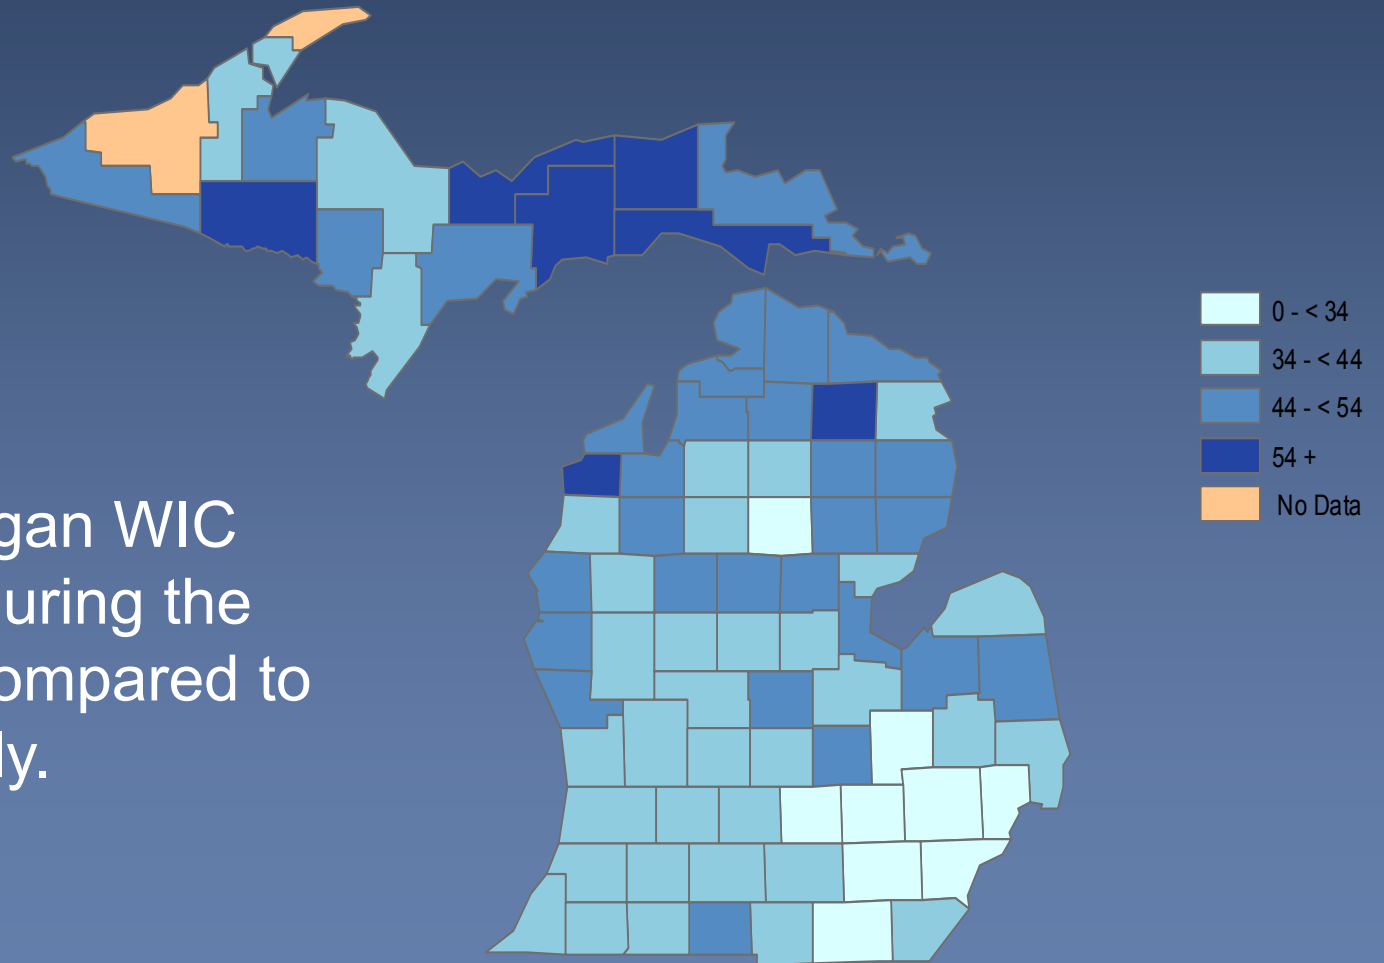 gan WIC
uring the
ompared to
ly.
0 - < 34
34 - < 44
44 - < 54
54 +
No Data